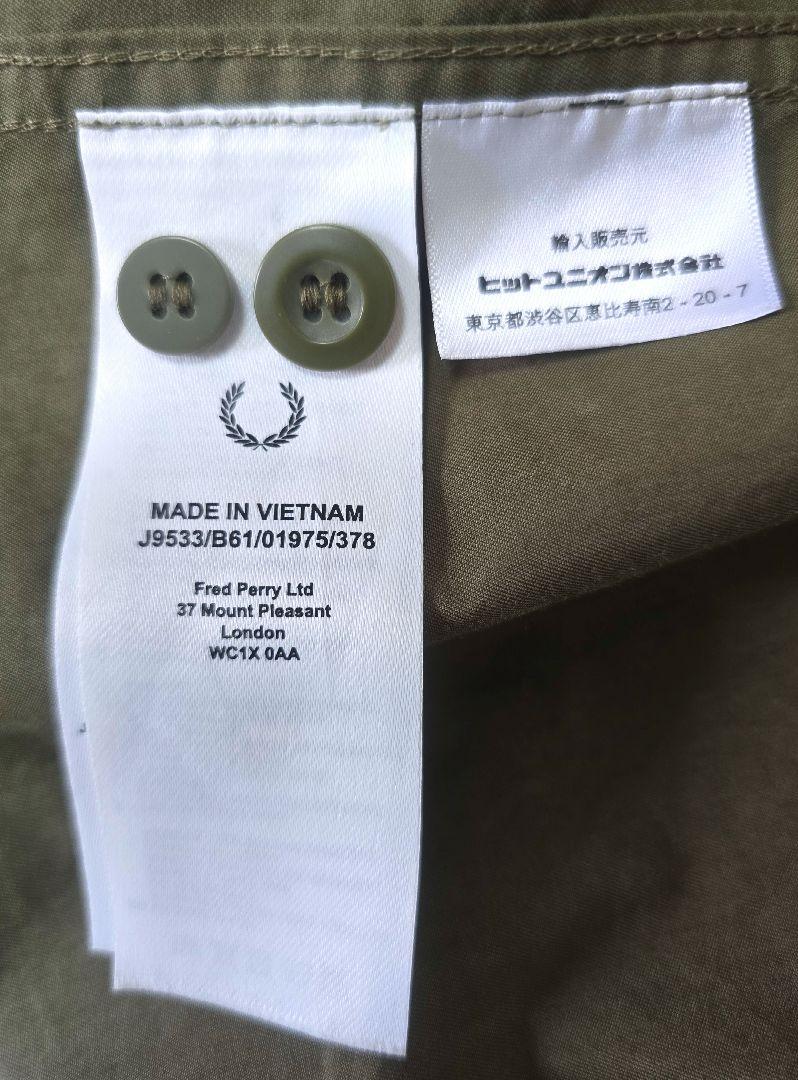 MADE IN VIETNAM
J9533/B61/01975/378
Fred Perry Ltd
37 Mount Pleasant
London
WC1X 0AA
輸入販売元
ヒットユニオン株式会社
東京都渋谷区恵比寿南2-20-7